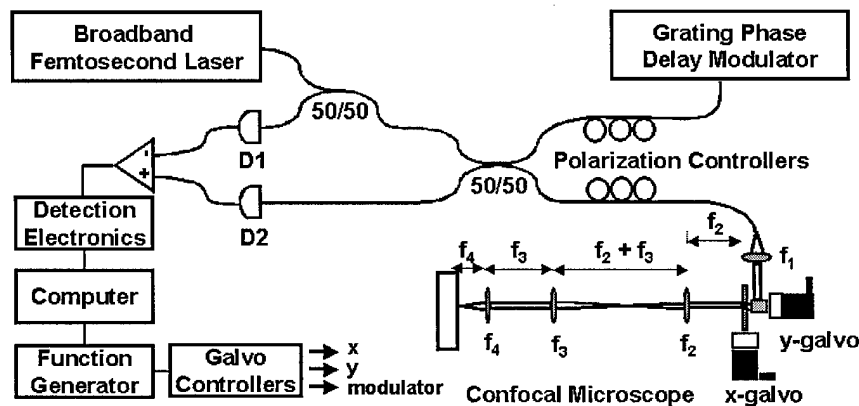 Broadband
Femtosecond Laser
Grating Phase
Delay Modulator
50/50
D1
-
+
50/50
Polarization Controllers
D2
Detection
Electronics
f2
f4
f3
f2 + f3
f1
Computer
y-galvo
f4
f3
f2
Function
Generator
Galvo
Controllers
x
y
modulator
Confocal Microscope
x-galvo